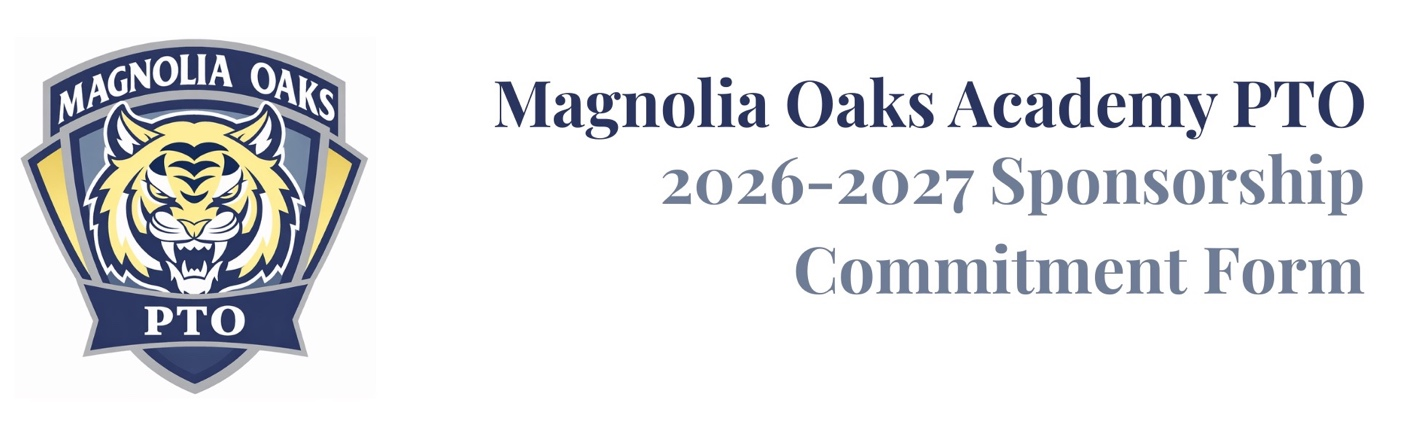 MAGNOLIA OAKS
PTO
Magnolia Oaks Academy PTO
2026-2027 Sponsorship
Commitment Form